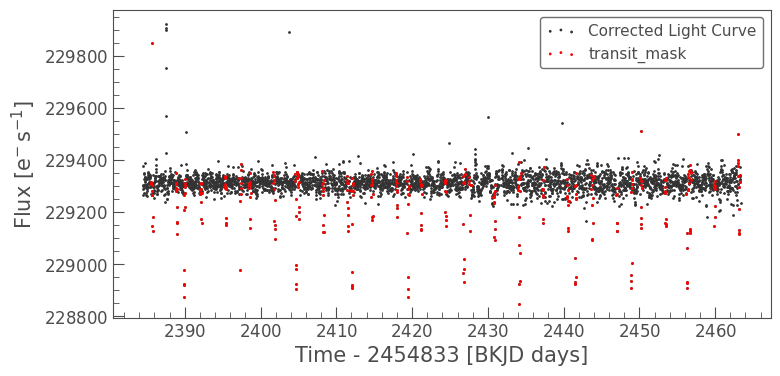 Corrected Light Curve
transit_mask
Flux [e⁻ s⁻¹]
229800
229600
229400
229200
229000
228800
2390 2400 2410 2420 2430 2440 2450 2460
Time - 2454833 [BKJD days]